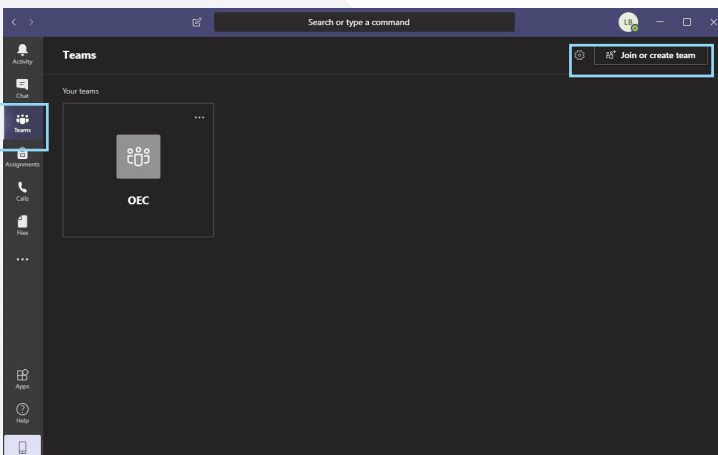 Search or type a command
LB
Activity
Teams
Join or create team
Chat
Your teams
Teams
Assignments
OEC
Calls
Files
Apps
Help